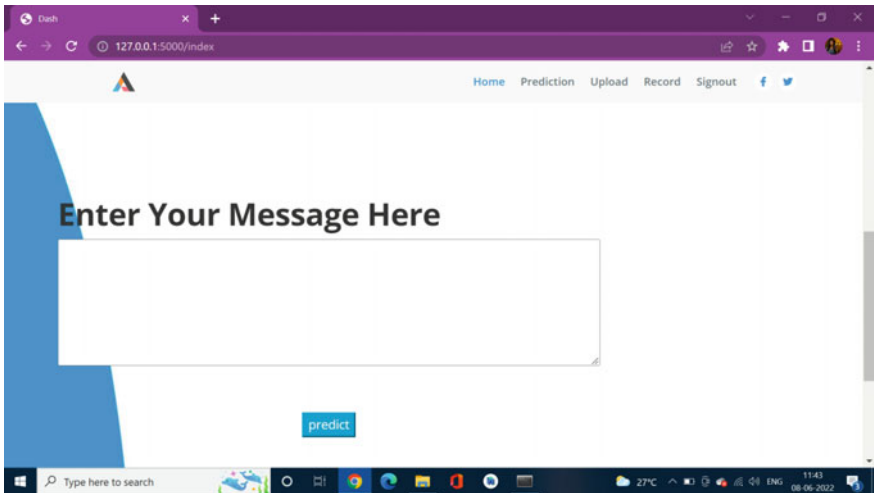 Dash
127.0.0.1:5000/index
Home Prediction Upload Record Signout
Enter Your Message Here
predict
Type here to search
27°C
ENG
11:43
08-06-2022